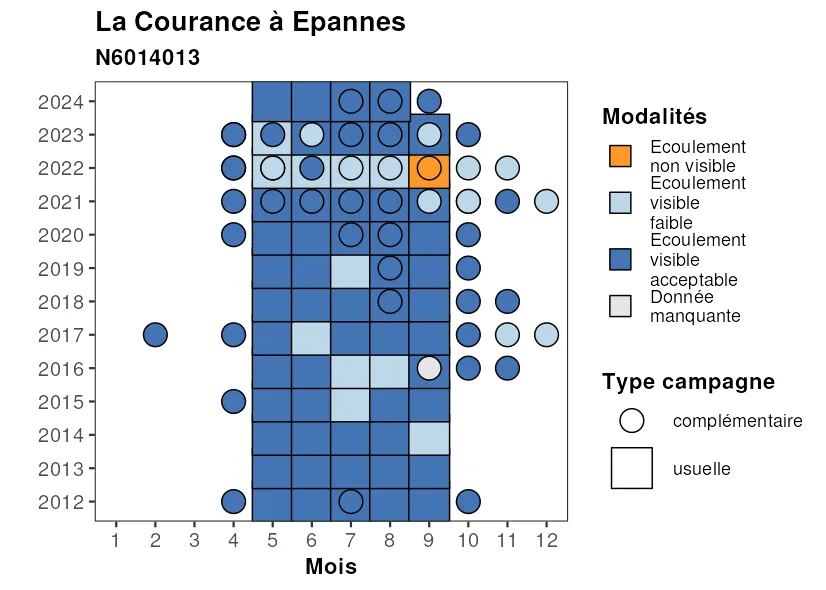 La Courance à Epannes
N6014013
2024
2023
2022
2021
2020
2019
2018
2017
2016
2015
2014
2013
2012
1 2 3 4 5 6 7 8 9 10 11 12
Mois
Modalités
Ecoulement
non visible
Ecoulement
visible
faible
Ecoulement
visible
acceptable
Donnée
manquante
Type campagne
complémentaire
usuelle